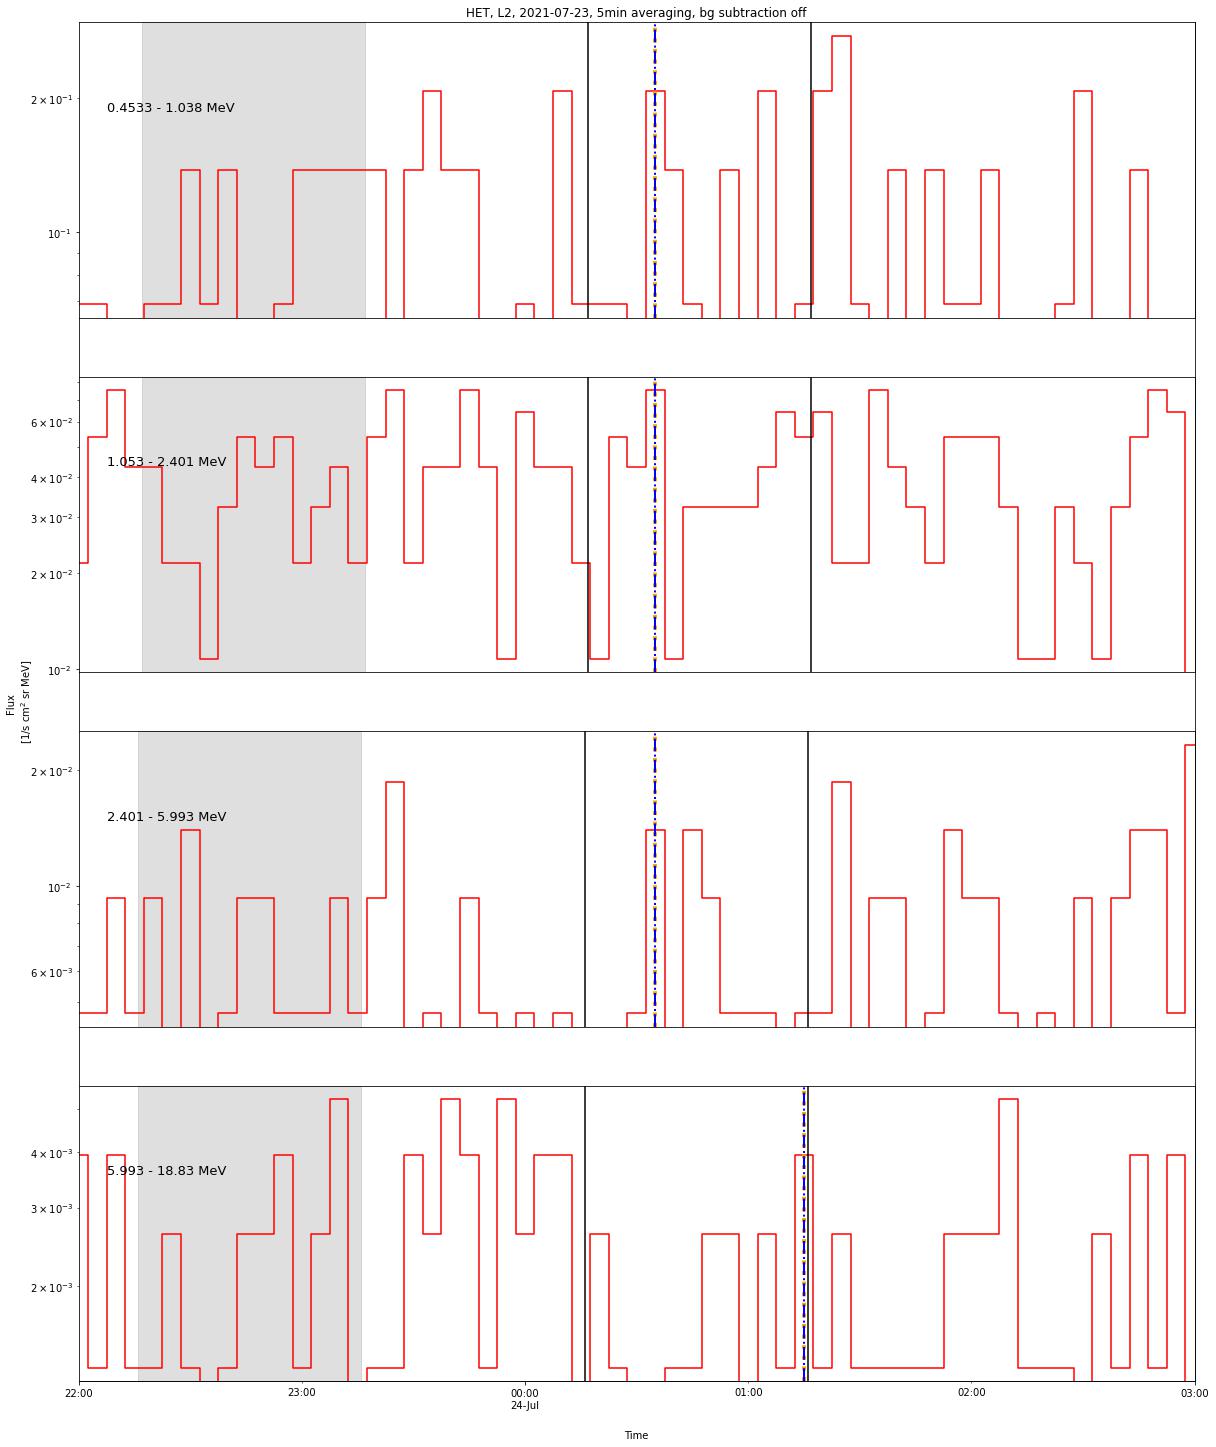 HET, L2, 2021-07-23, 5min averaging, bg subtraction off
2 × 10⁻¹
0.4533 - 1.038 MeV
10⁻¹
6 × 10⁻²
1.053 - 2.401 MeV
4 × 10⁻²
3 × 10⁻²
2 × 10⁻²
10⁻²
Flux
[1/s cm² sr MeV]
2 × 10⁻²
2.401 - 5.993 MeV
10⁻²
6 × 10⁻³
4 × 10⁻³
5.993 - 18.83 MeV
3 × 10⁻³
2 × 10⁻³
22:00 23:00 00:00 01:00 02:00 03:00
24-Jul
Time